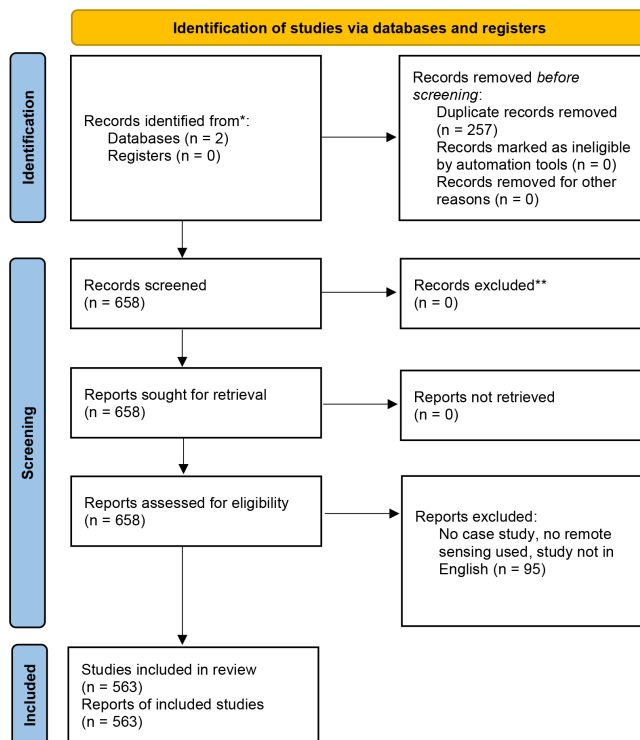 Identification of studies via databases and registers
Identification
Records identified from*:
Databases (n = 2)
Registers (n = 0)
Records removed before
screening:
Duplicate records removed
(n = 257)
Records marked as ineligible
by automation tools (n = 0)
Records removed for other
reasons (n = 0)
Screening
Records screened
(n = 658)
Records excluded**
(n = 0)
Reports sought for retrieval
(n = 658)
Reports not retrieved
(n = 0)
Reports assessed for eligibility
(n = 658)
Reports excluded:
No case study, no remote
sensing used, study not in
English (n = 95)
Included
Studies included in review
(n = 563)
Reports of included studies
(n = 563)